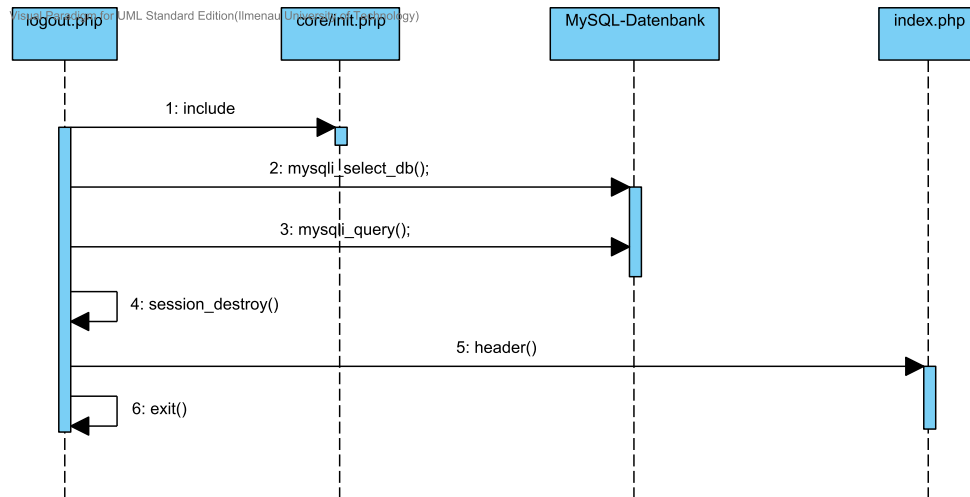 Visual Paradigm for UML Standard Edition(Ilmenau University of Technology)
logout.php
core/init.php
MySQL-Datenbank
index.php
1: include
2: mysqli_select_db();
3: mysqli_query();
4: session_destroy()
5: header()
6: exit()